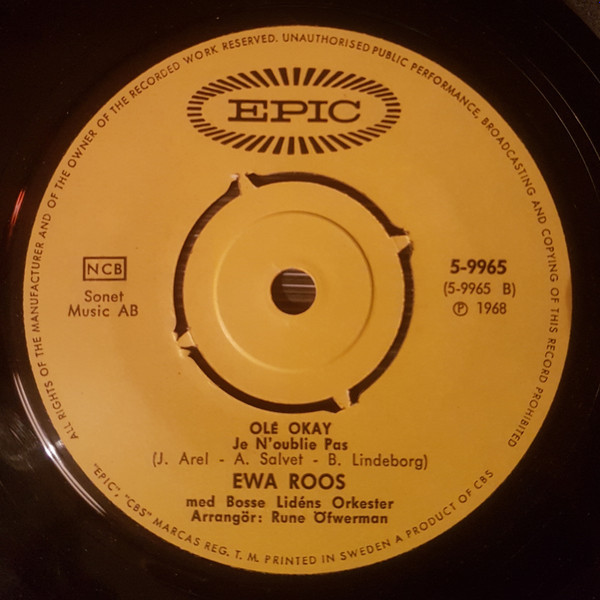 ALL RIGHTS OF THE MANUFACTURER AND OF THE OWNER OF THE RECORDED WORK RESERVED. UNAUTHORISED PUBLIC PERFORMANCE, BROADCASTING AND COPYING OF THIS RECORD PROHIBITED
EPIC
NCB
Sonet
Music AB
5-9965
(5-9965 B)
Ⓟ 1968
OLÉ OKAY
Je N'oublie Pas
(J. Arel - A. Salvet - B. Lindeborg)
EWA ROOS
med Bosse Lidéns Orkester
Arrangör: Rune Öfwerman
"EPIC", "CBS" MARCAS REG. T. M. PRINTED IN SWEDEN A PRODUCT OF CBS